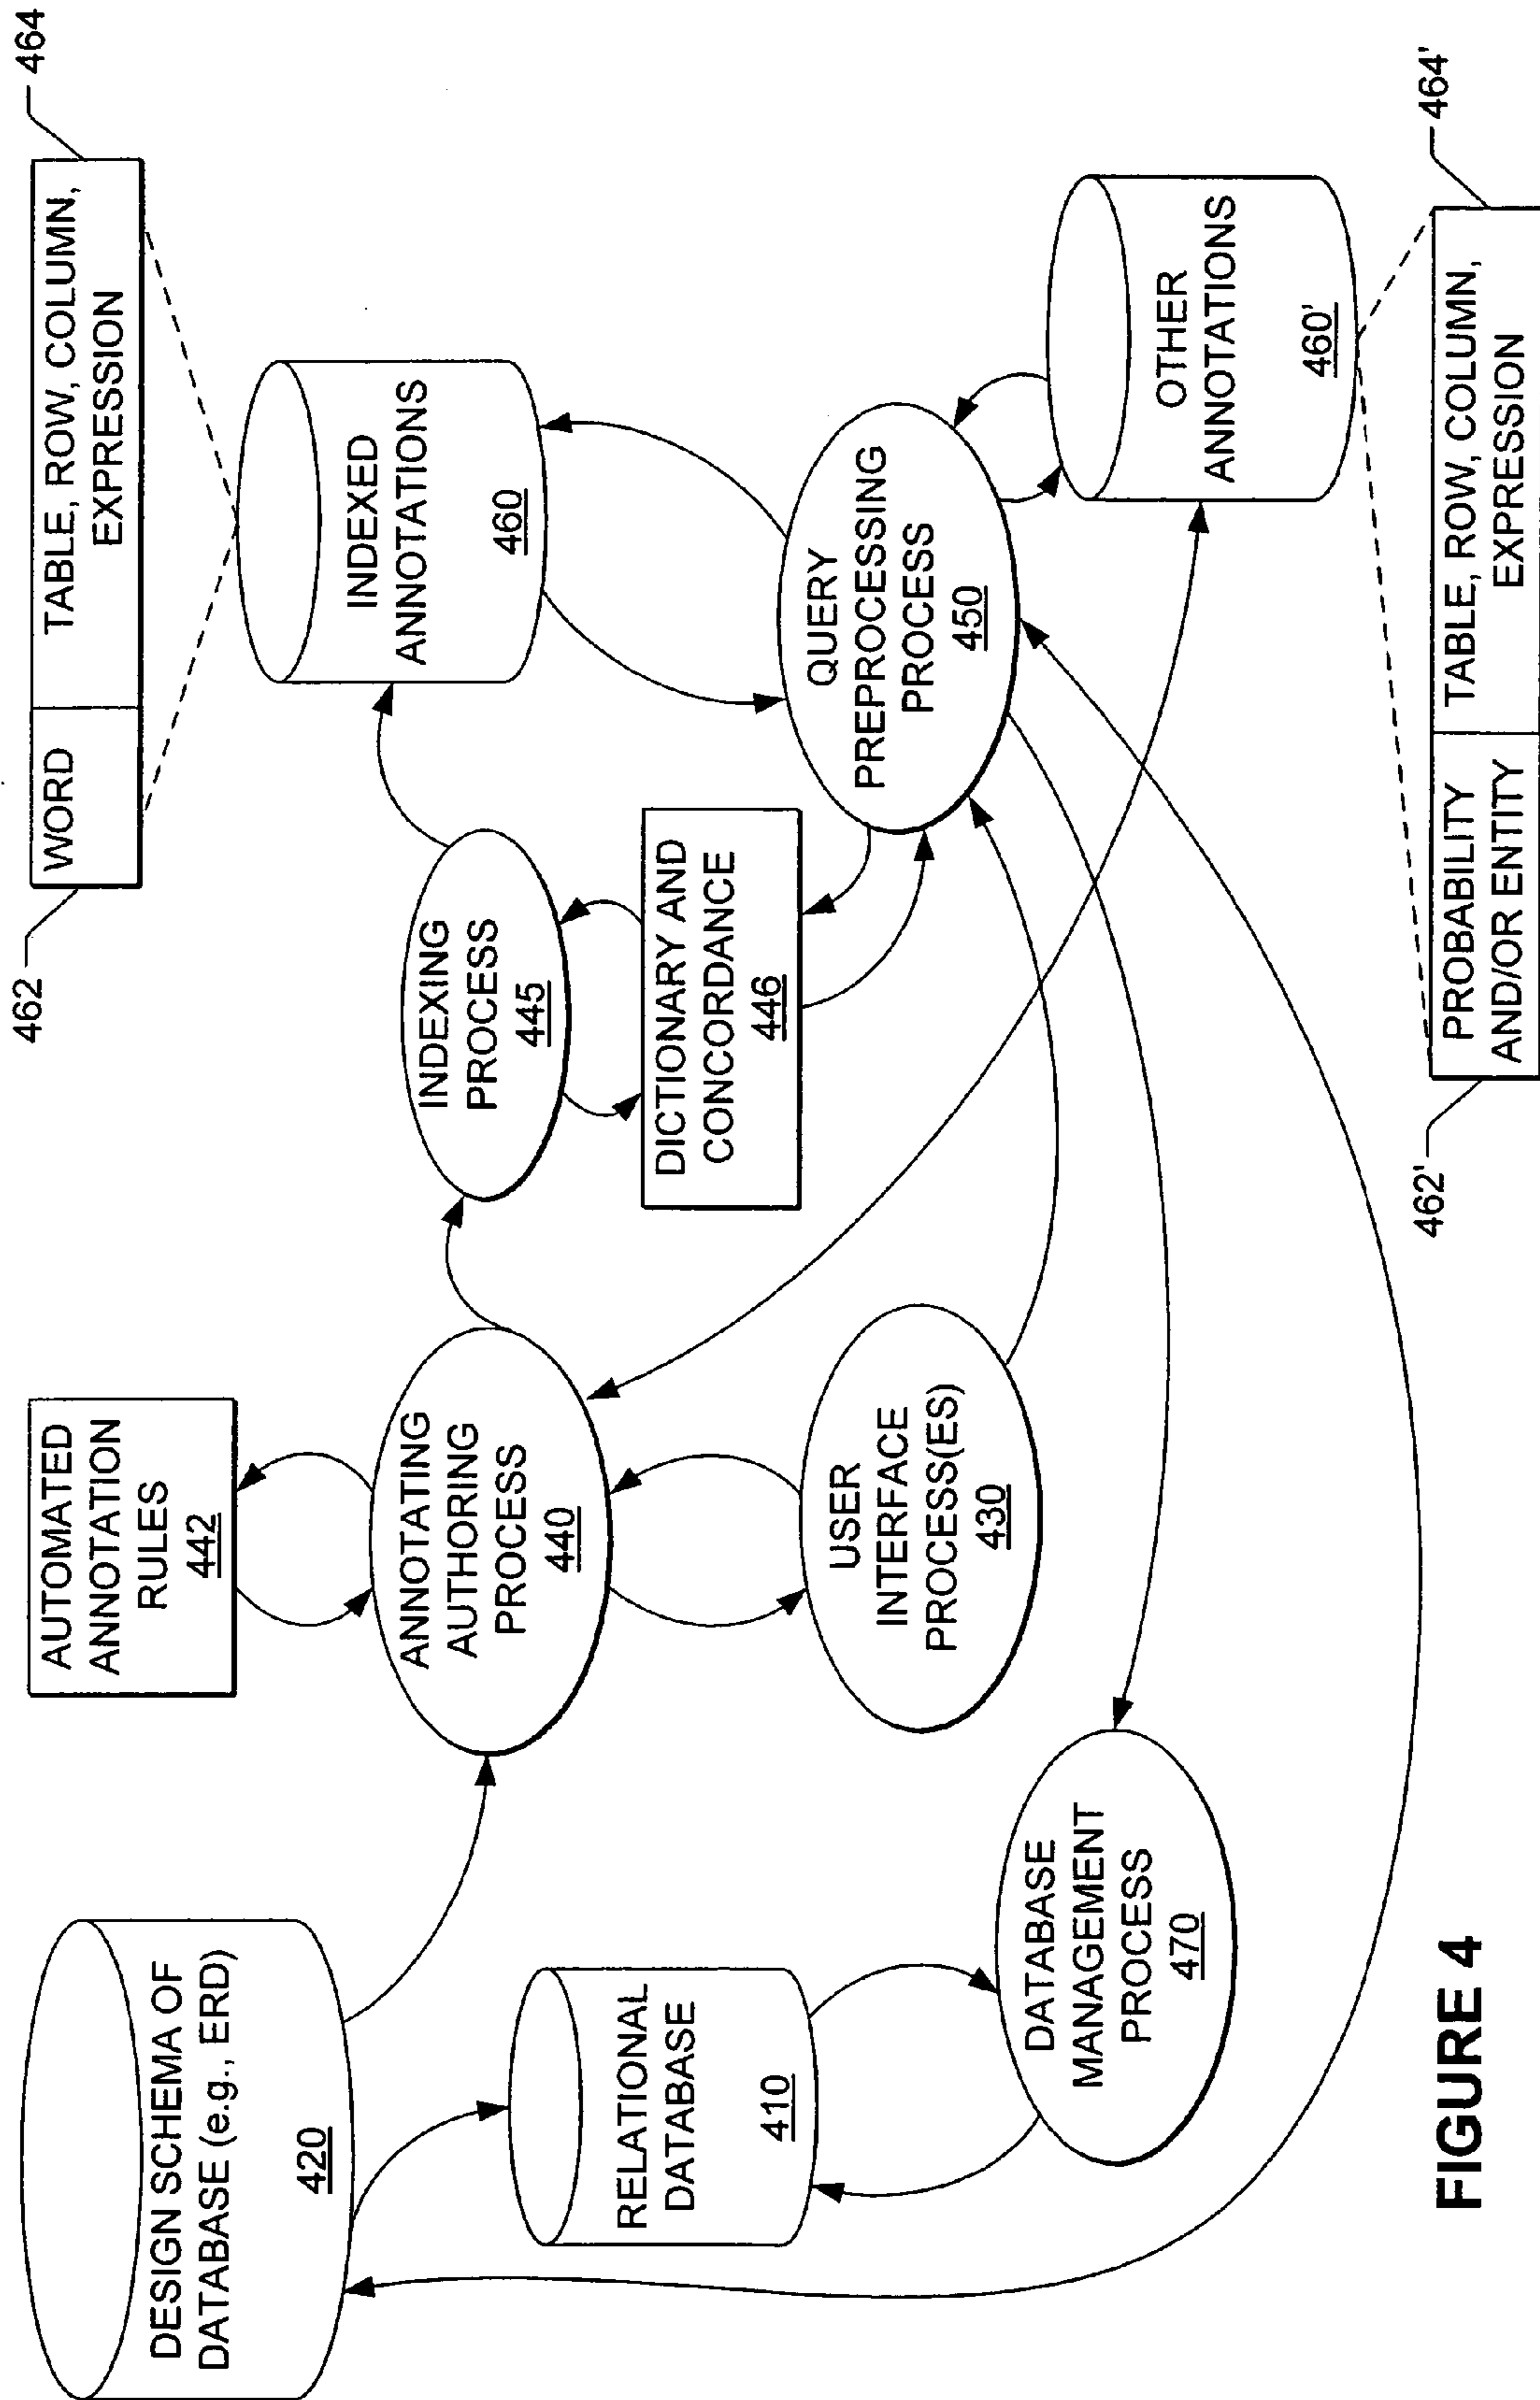 DESIGN SCHEMA OF
DATABASE (e.g., ERD)
420
RELATIONAL
DATABASE
410
DATABASE
MANAGEMENT
PROCESS
470
AUTOMATED
ANNOTATION
RULES
442
ANNOTATING
AUTHORING
PROCESS
440
USER
INTERFACE
PROCESS(ES)
430
INDEXING
PROCESS
445
DICTIONARY AND
CONCORDANCE
446
462
WORD
TABLE, ROW, COLUMN,
EXPRESSION
464
INDEXED
ANNOTATIONS
460
QUERY
PREPROCESSING
PROCESS
450
OTHER
ANNOTATIONS
460'
462'
PROBABILITY
AND/OR ENTITY
TABLE, ROW, COLUMN,
EXPRESSION
464'
FIGURE 4